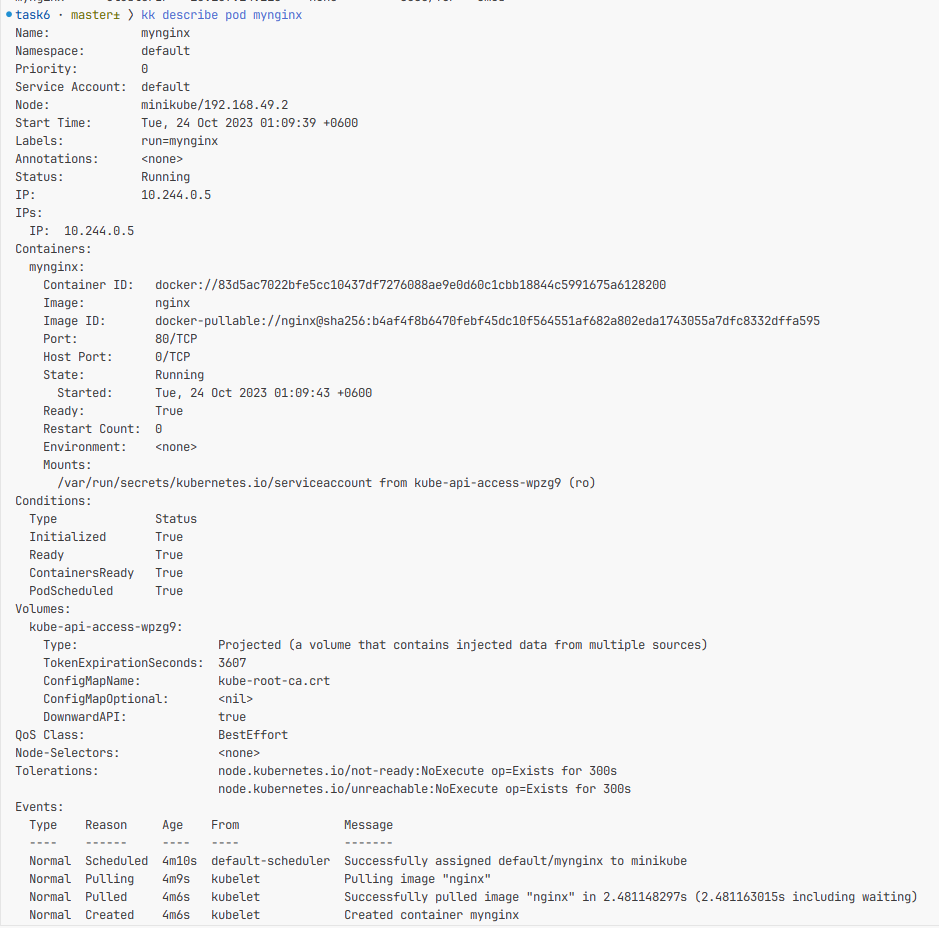 task6 · master± ❯ kk describe pod mynginx
Name:             mynginx
Namespace:        default
Priority:         0
Service Account:  default
Node:             minikube/192.168.49.2
Start Time:       Tue, 24 Oct 2023 01:09:39 +0600
Labels:           run=mynginx
Annotations:      <none>
Status:           Running
IP:               10.244.0.5
IPs:
  IP:  10.244.0.5
Containers:
  mynginx:
    Container ID:   docker://83d5ac7022bfe5cc10437df7276088ae9e0d60c1cbb18844c5991675a6128200
    Image:          nginx
    Image ID:       docker-pullable://nginx@sha256:b4af4f8b6470febf45dc10f564551af682a802eda1743055a7dfc8332dffa595
    Port:           80/TCP
    Host Port:      0/TCP
    State:          Running
      Started:      Tue, 24 Oct 2023 01:09:43 +0600
    Ready:          True
    Restart Count:  0
    Environment:    <none>
    Mounts:
      /var/run/secrets/kubernetes.io/serviceaccount from kube-api-access-wpzg9 (ro)
Conditions:
  Type              Status
  Initialized       True
  Ready             True
  ContainersReady   True
  PodScheduled      True
Volumes:
  kube-api-access-wpzg9:
    Type:                    Projected (a volume that contains injected data from multiple sources)
    TokenExpirationSeconds:  3607
    ConfigMapName:           kube-root-ca.crt
    ConfigMapOptional:       <nil>
    DownwardAPI:             true
QoS Class:                   BestEffort
Node-Selectors:              <none>
Tolerations:                 node.kubernetes.io/not-ready:NoExecute op=Exists for 300s
                             node.kubernetes.io/unreachable:NoExecute op=Exists for 300s
Events:
  Type    Reason     Age    From               Message
  ----    ------     ----   ----               -------
  Normal  Scheduled  4m10s  default-scheduler  Successfully assigned default/mynginx to minikube
  Normal  Pulling    4m9s   kubelet            Pulling image "nginx"
  Normal  Pulled     4m6s   kubelet            Successfully pulled image "nginx" in 2.481148297s (2.481163015s including waiting)
  Normal  Created    4m6s   kubelet            Created container mynginx